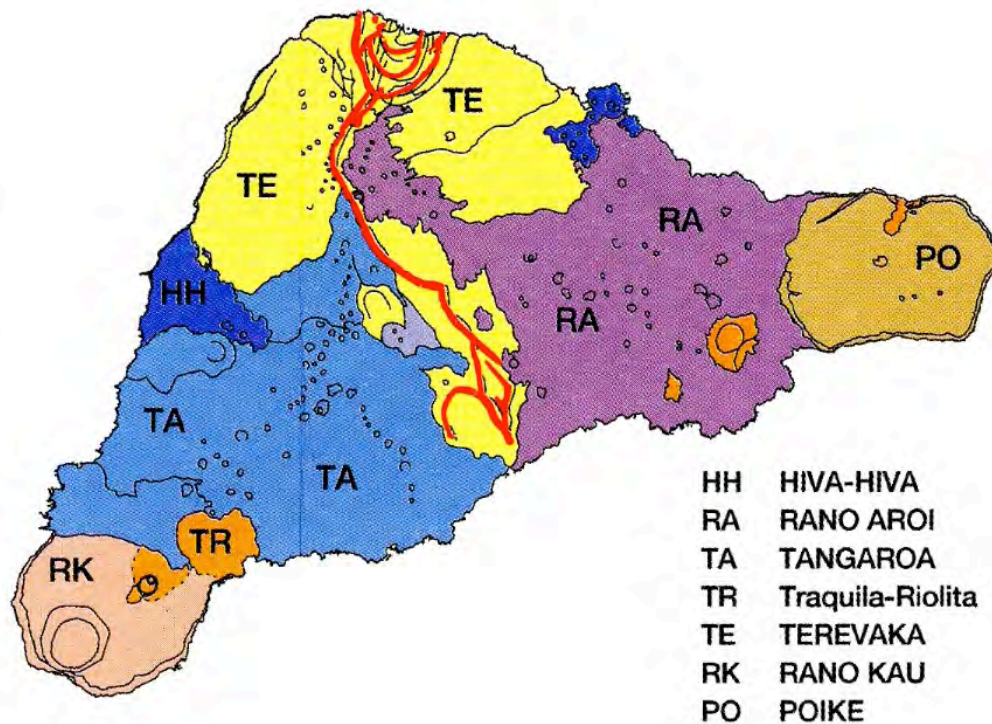 TE
TE
RA
PO
HH
RA
TA
TA
TR
RK
HH HIVA-HIVA
RA RANO AROI
TA TANGAROA
TR Traquila-Riolita
TE TEREVAKA
RK RANO KAU
PO POIKE